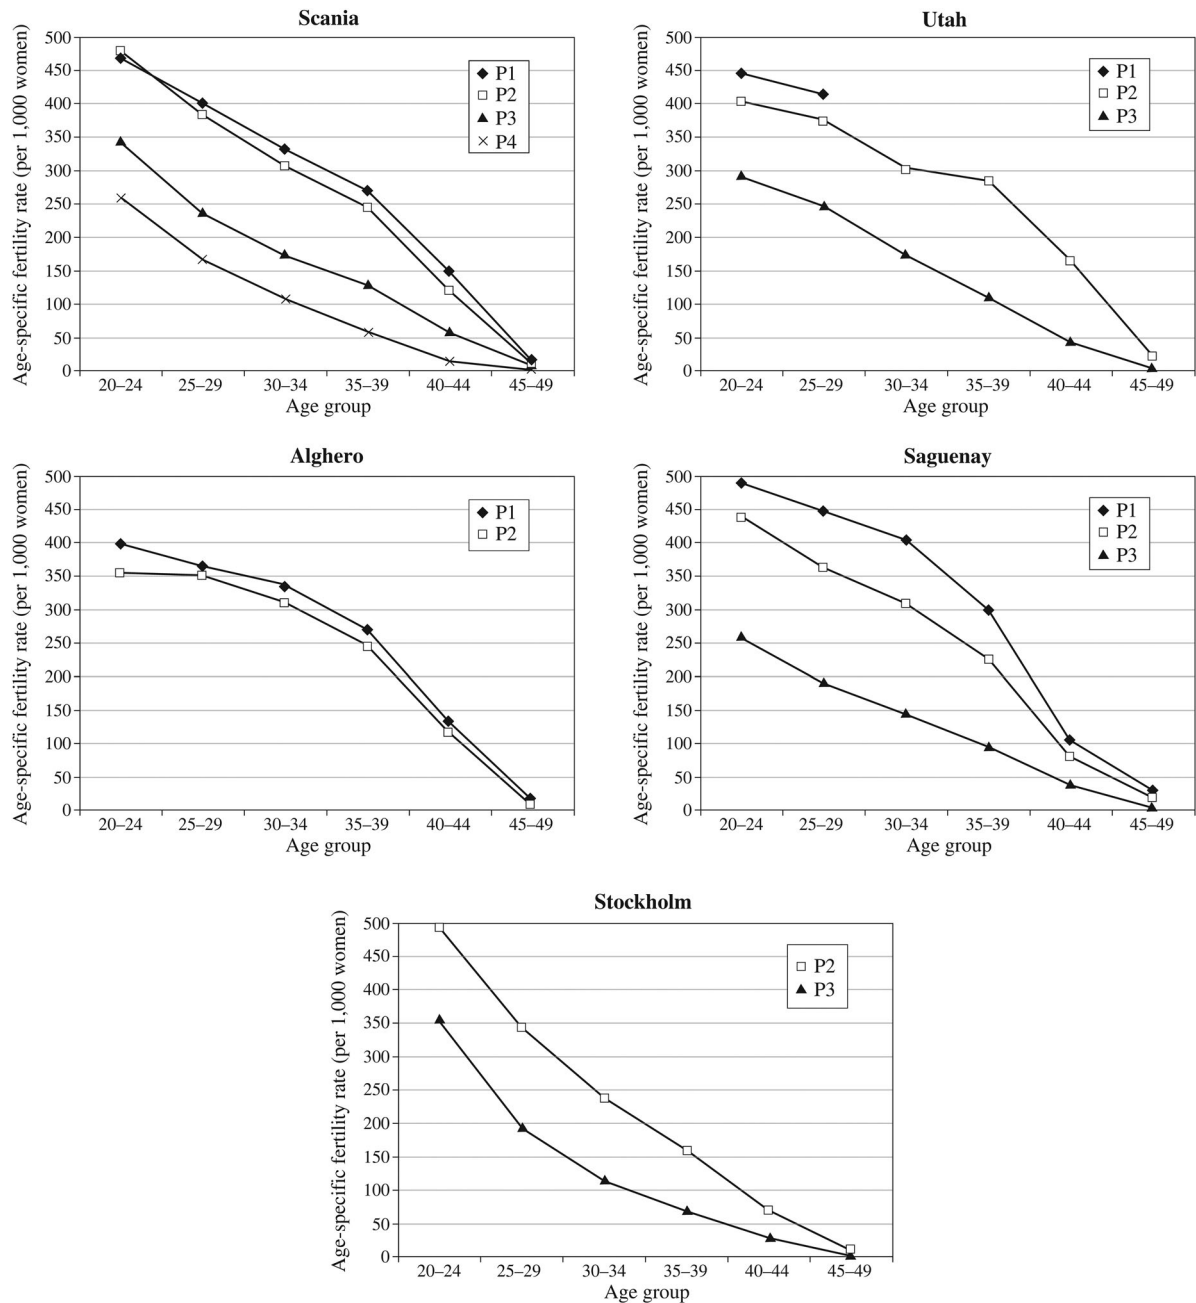 Scania
Age-specific fertility rate (per 1,000 women)
500
450
400
350
300
250
200
150
100
50
0
P1
P2
P3
P4
20–24 25–29 30–34 35–39 40–44 45–49
Age group
Utah
Age-specific fertility rate (per 1,000 women)
500
450
400
350
300
250
200
150
100
50
0
P1
P2
P3
20–24 25–29 30–34 35–39 40–44 45–49
Age group
Alghero
Age-specific fertility rate (per 1,000 women)
500
450
400
350
300
250
200
150
100
50
0
P1
P2
20–24 25–29 30–34 35–39 40–44 45–49
Age group
Saguenay
Age-specific fertility rate (per 1,000 women)
500
450
400
350
300
250
200
150
100
50
0
P1
P2
P3
20–24 25–29 30–34 35–39 40–44 45–49
Age group
Stockholm
Age-specific fertility rate (per 1,000 women)
500
450
400
350
300
250
200
150
100
50
0
P2
P3
20–24 25–29 30–34 35–39 40–44 45–49
Age group